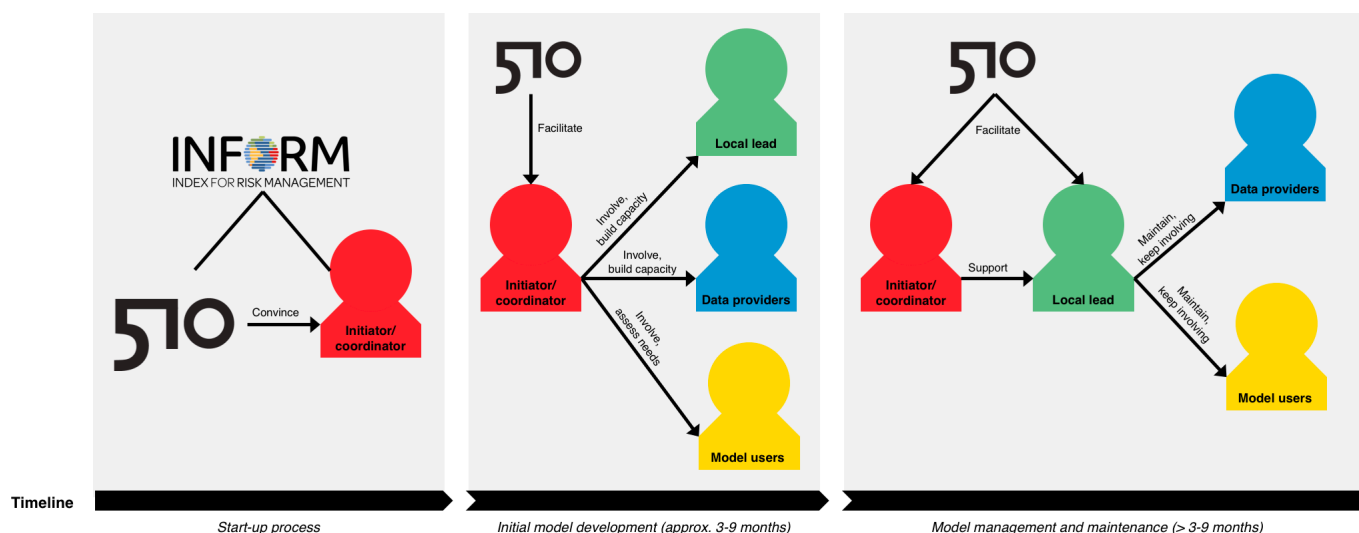 INFORM
INDEX FOR RISK MANAGEMENT
510
Convince
Initiator/
coordinator
510
Facilitate
Initiator/
coordinator
Involve,
build capacity
Involve,
build capacity
Involve,
assess needs
Local lead
Data providers
Model users
510
Facilitate
Initiator/
coordinator
Support
Local lead
Maintain,
keep involving
Maintain,
keep involving
Data providers
Model users
Timeline
Start-up process
Initial model development (approx. 3-9 months)
Model management and maintenance (> 3-9 months)